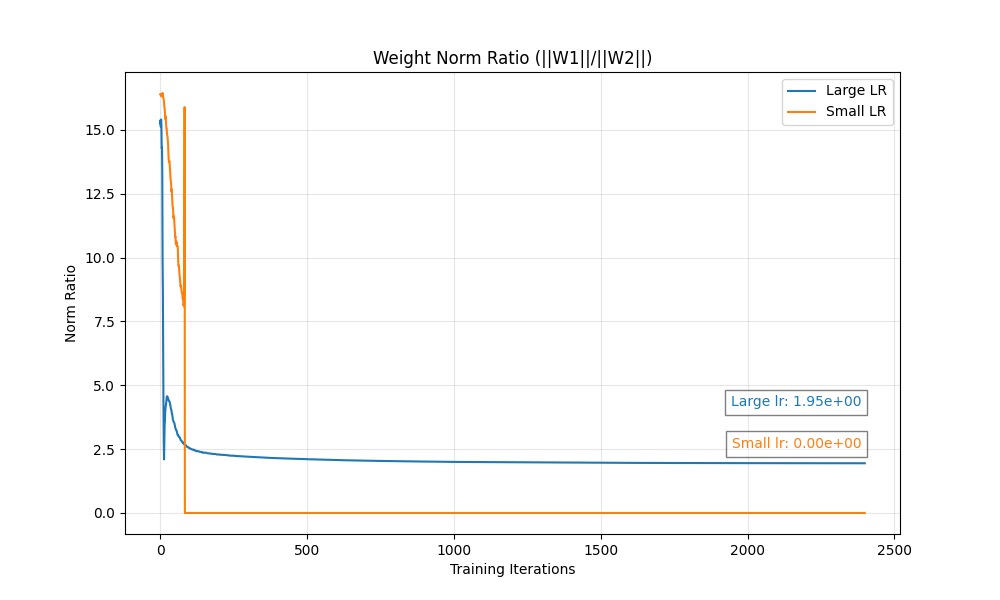 Weight Norm Ratio (||W1||/||W2||)
Large LR
Small LR
15.0
12.5
10.0
7.5
5.0
2.5
0.0
Norm Ratio
Large lr: 1.95e+00
Small lr: 0.00e+00
0
500
1000
1500
2000
2500
Training Iterations